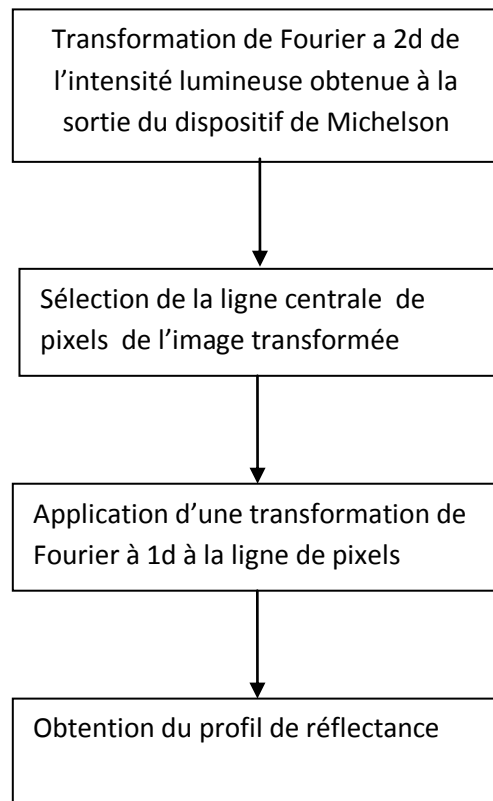 Transformation de Fourier a 2d de
l’intensité lumineuse obtenue à la
sortie du dispositif de Michelson
Sélection de la ligne centrale de
pixels de l’image transformée
Application d’une transformation de
Fourier à 1d à la ligne de pixels
Obtention du profil de réflectance